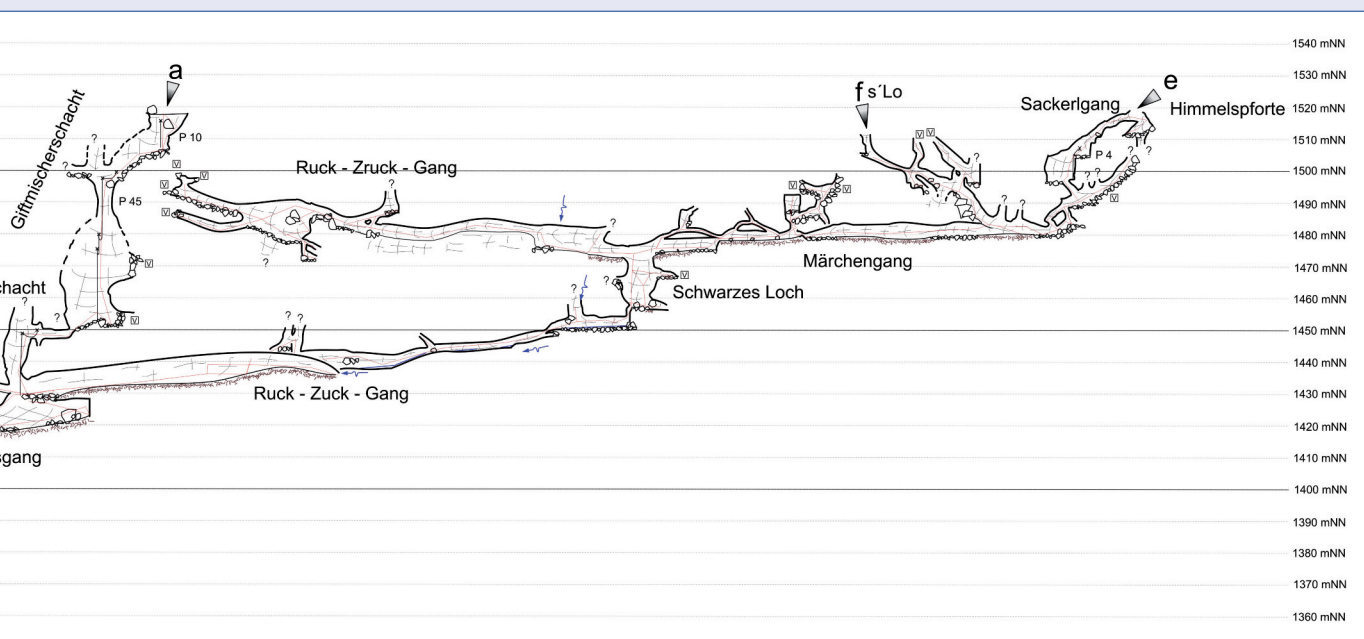 1540 mNN
a
1530 mNN
e
f s´Lo
Sackerlgang
Himmelspforte
1520 mNN
Giftmischerschacht
?
P 10
1510 mNN
?
?
V
V
?
P 4
?
?
V
V
Ruck - Zruck - Gang
?
?
?
1500 mNN
V
?
V
V
P 45
V
1490 mNN
V
?
?
?
1480 mNN
?
V
Märchengang
1470 mNN
?
?
V
chacht
?
?
Schwarzes Loch
1460 mNN
?
V
?
?
1450 mNN
1440 mNN
Ruck - Zuck - Gang
1430 mNN
1420 mNN
sgang
1410 mNN
1400 mNN
1390 mNN
1380 mNN
1370 mNN
1360 mNN